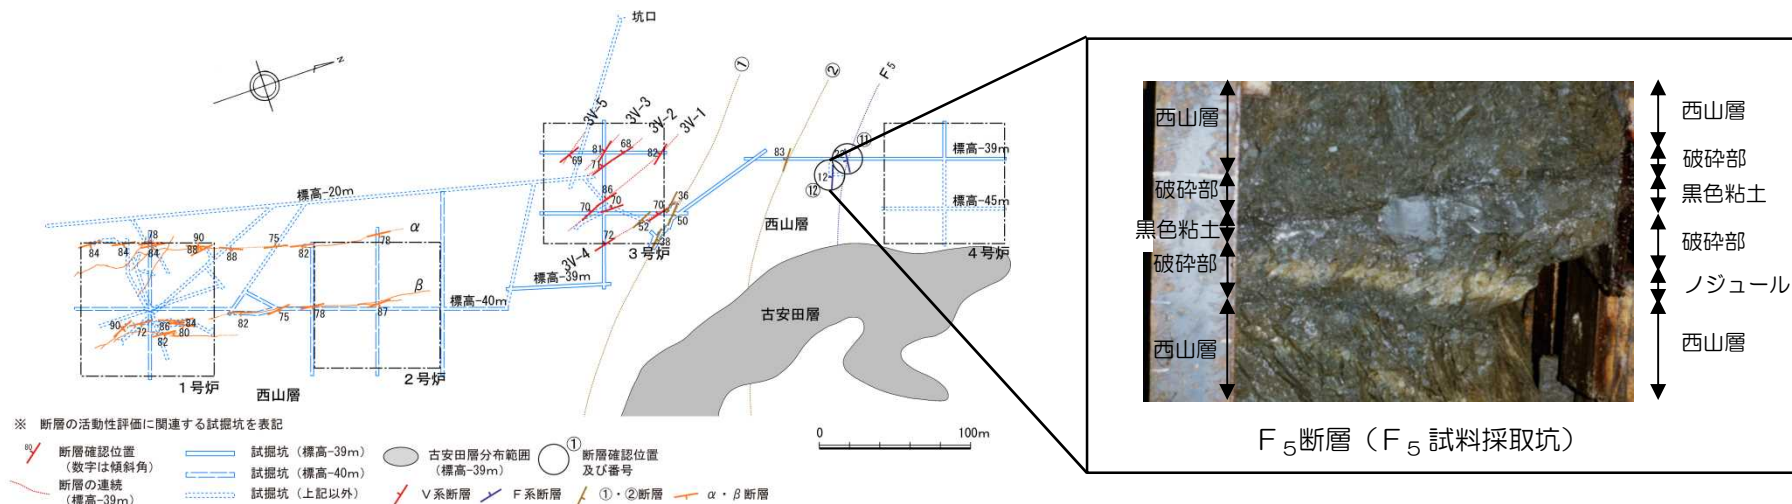 坑口
N
①
②
F5
⑪
⑫
3V-5
3V-3
3V-2
3V-1
3V-4
81
68
69
71
82
86
70
70
70
72
52
38
36
50
83
12
標高-39m
標高-45m
標高-20m
標高-39m
標高-40m
西山層
古安田層
3号炉
4号炉
α
β
84
84
78
84
90
88
88
75
82
78
90
72
86
84
80
82
82
75
78
87
1号炉
2号炉
西山層
0
100m
※ 断層の活動性評価に関連する試掘坑を表記
80
断層確認位置
(数字は傾斜角)
断層の連続
(標高-39m)
試掘坑(標高-39m)
試掘坑(標高-40m)
試掘坑(上記以外)
古安田層分布範囲
(標高-39m)
①
断層確認位置
及び番号
V系断層
F系断層
①・②断層
α・β断層
西山層
破砕部
黒色粘土
破砕部
西山層
西山層
破砕部
黒色粘土
破砕部
ノジュール
西山層
F5断層(F5試料採取坑)